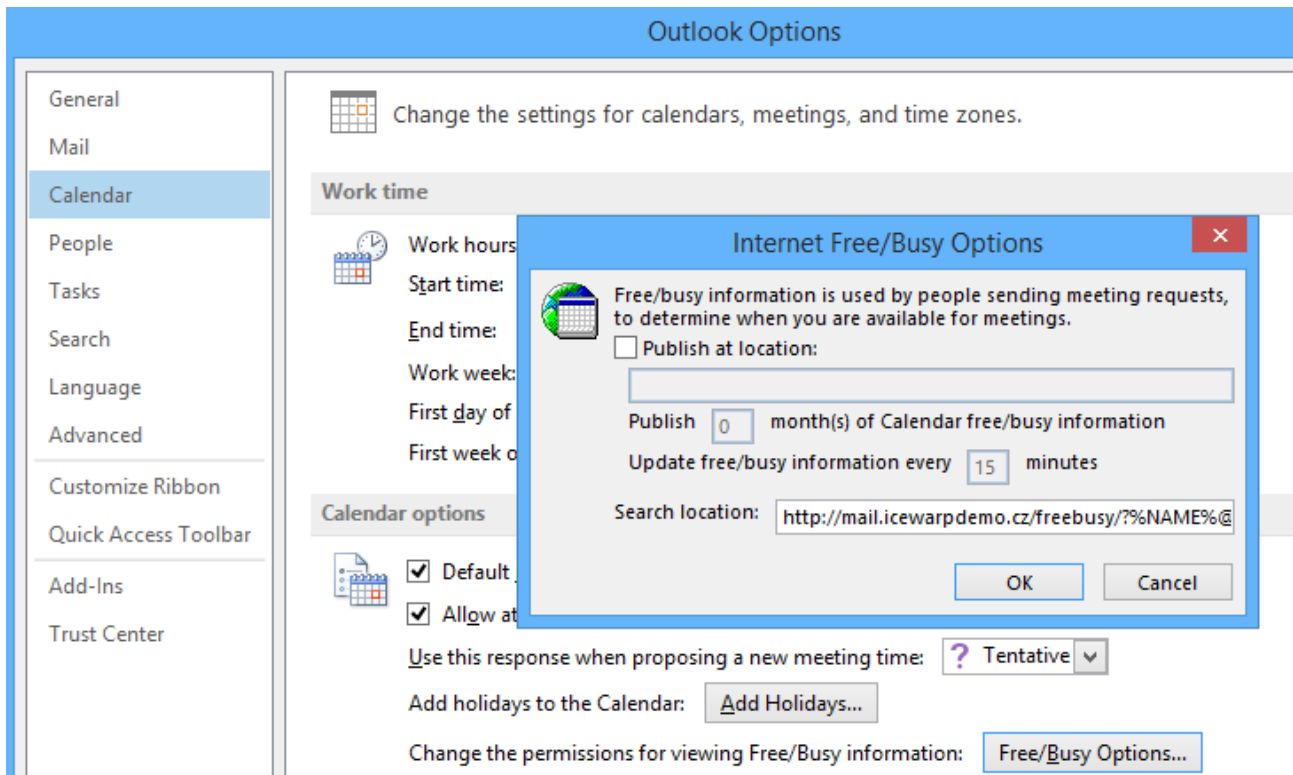 Outlook Options
General
Mail
Calendar
People
Tasks
Search
Language
Advanced
Customize Ribbon
Quick Access Toolbar
Add-Ins
Trust Center
Change the settings for calendars, meetings, and time zones.
Work time
Work hours
Start time:
End time:
Work week:
First day of
First week o
Calendar options
Default
Allow at
Use this response when proposing a new meeting time: ? Tentative
Add holidays to the Calendar: Add Holidays...
Change the permissions for viewing Free/Busy information: Free/Busy Options...
Internet Free/Busy Options
Free/busy information is used by people sending meeting requests,
to determine when you are available for meetings.
Publish at location:
Publish 0 month(s) of Calendar free/busy information
Update free/busy information every 15 minutes
Search location: http://mail.icewarpdemo.cz/freebusy/?%NAME%@
OK Cancel